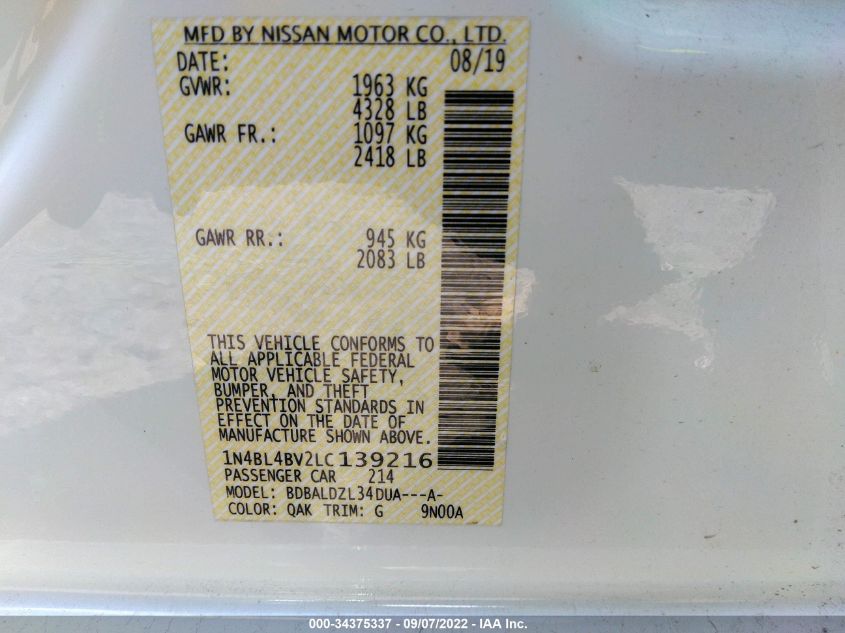 MFD BY NISSAN MOTOR CO., LTD.
DATE: 08/19
GVWR: 1963 KG
4328 LB
GAWR FR.: 1097 KG
2418 LB
GAWR RR.: 945 KG
2083 LB
THIS VEHICLE CONFORMS TO
ALL APPLICABLE FEDERAL
MOTOR VEHICLE SAFETY,
BUMPER, AND THEFT
PREVENTION STANDARDS IN
EFFECT ON THE DATE OF
MANUFACTURE SHOWN ABOVE.
1N4BL4BV2LC139216
PASSENGER CAR 214
MODEL: BDBALDZL34DUA---A-
COLOR: QAK TRIM: G 9N00A
000-34375337 - 09/07/2022 - IAA Inc.